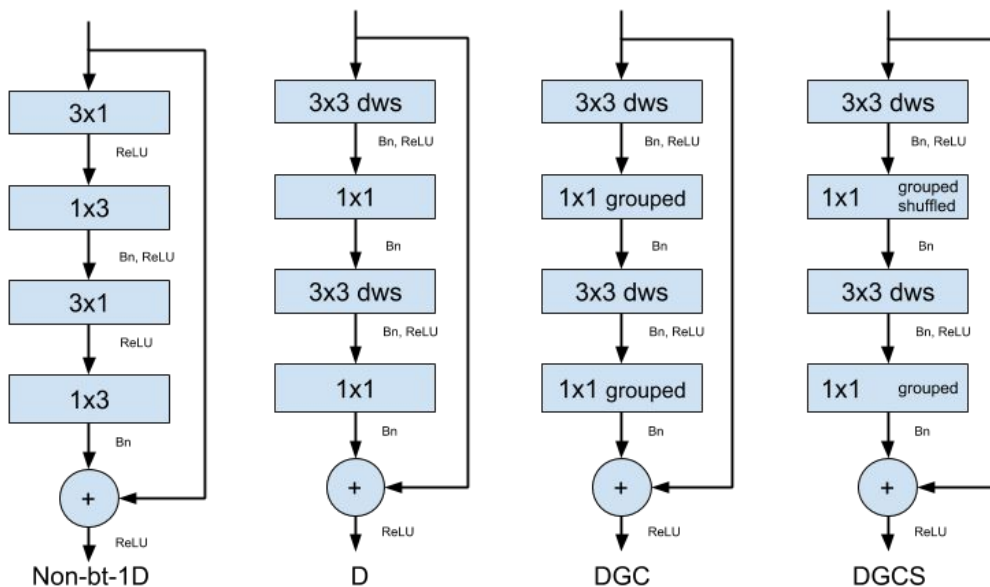 3x1
ReLU
1x3
Bn, ReLU
3x1
ReLU
1x3
Bn
+
ReLU
Non-bt-1D
3x3 dws
Bn, ReLU
1x1
Bn
3x3 dws
Bn, ReLU
1x1
Bn
+
ReLU
D
3x3 dws
Bn, ReLU
1x1 grouped
Bn
3x3 dws
Bn, ReLU
1x1 grouped
Bn
+
ReLU
DGC
3x3 dws
Bn, ReLU
1x1 grouped
shuffled
Bn
3x3 dws
Bn, ReLU
1x1 grouped
Bn
+
ReLU
DGCS